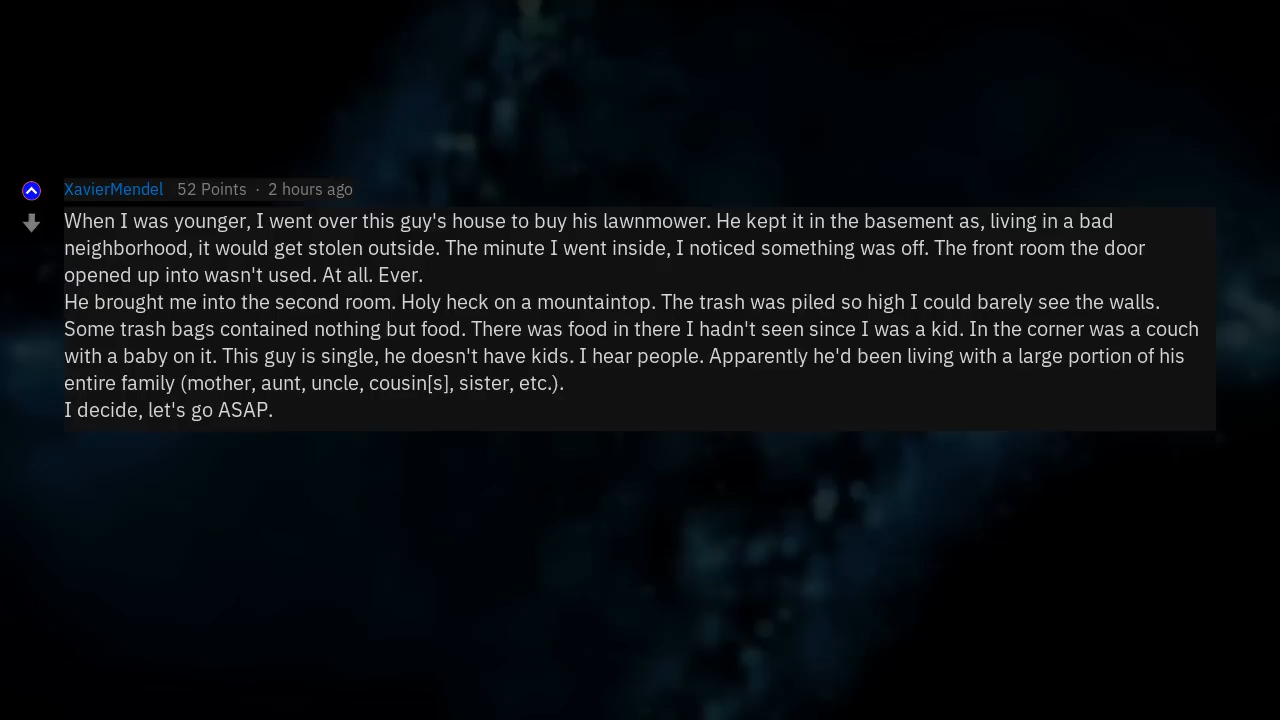 XavierMendel 52 Points · 2 hours ago
When I was younger, I went over this guy's house to buy his lawnmower. He kept it in the basement as, living in a bad
neighborhood, it would get stolen outside. The minute I went inside, I noticed something was off. The front room the door
opened up into wasn't used. At all. Ever.
He brought me into the second room. Holy heck on a mountaintop. The trash was piled so high I could barely see the walls.
Some trash bags contained nothing but food. There was food in there I hadn't seen since I was a kid. In the corner was a couch
with a baby on it. This guy is single, he doesn't have kids. I hear people. Apparently he'd been living with a large portion of his
entire family (mother, aunt, uncle, cousin[s], sister, etc.).
I decide, let's go ASAP.